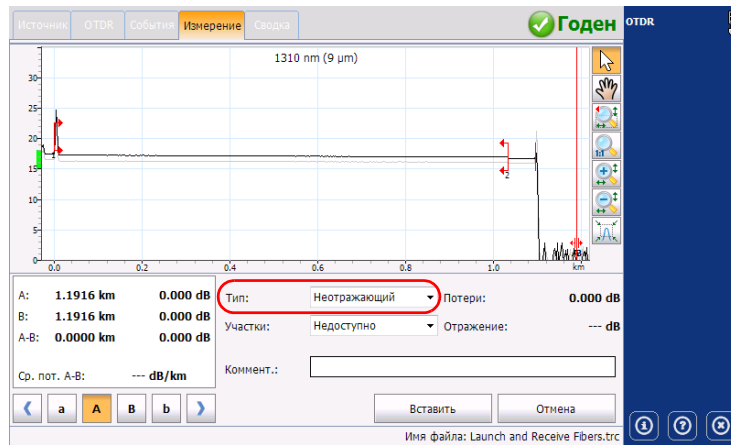 Источник OTDR События Измерение Сводка Годен OTDR
1310 nm (9 µm)
30
25
20
15
10
5
0
0.0 0.2 0.4 0.6 0.8 1.0 km
1
2
1:1
A: 1.1916 km 0.000 dB
B: 1.1916 km 0.000 dB
A-B: 0.0000 km 0.000 dB
Ср. пот. A-B: --- dB/km
Тип: Неотражающий Потери: 0.000 dB
Участки: Недоступно Отражение: --- dB
Коммент.:
a A B b
Вставить Отмена
Имя файла: Launch and Receive Fibers.trc